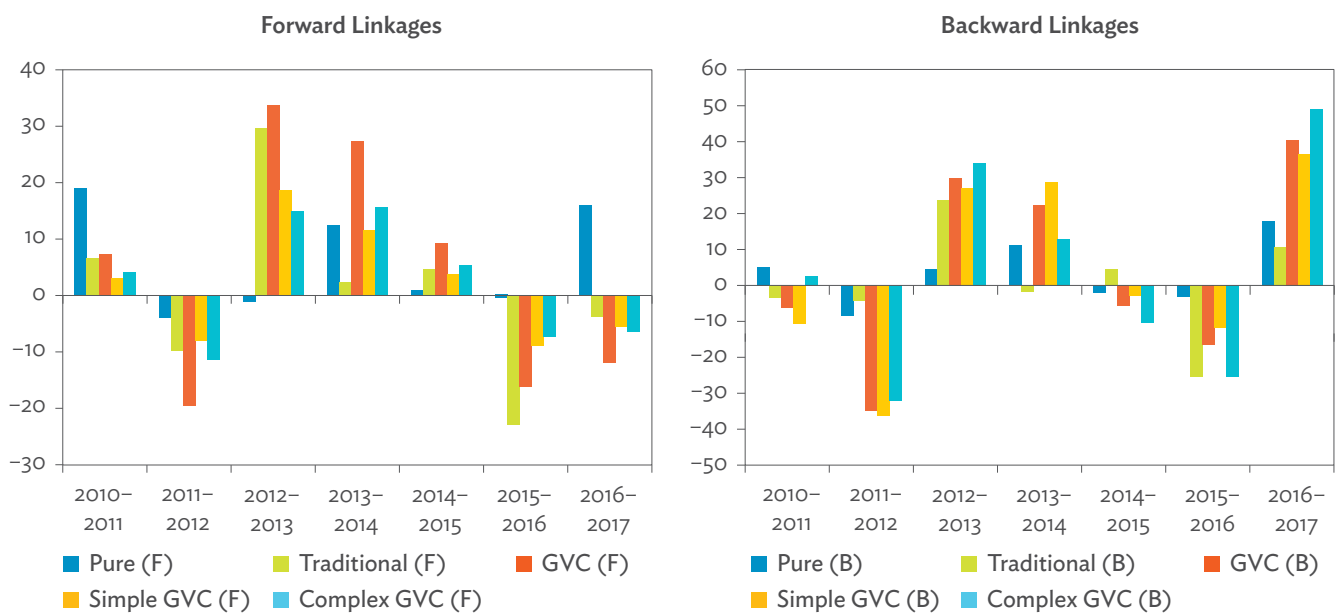 Forward Linkages
40
30
20
10
0
−10
−20
−30
2010– 2011– 2012– 2013– 2014– 2015– 2016–
2011 2012 2013 2014 2015 2016 2017
Pure (F) Traditional (F) GVC (F)
Simple GVC (F) Complex GVC (F)
Backward Linkages
60
50
40
30
20
10
0
−10
−20
−30
−40
−50
2010– 2011– 2012– 2013– 2014– 2015– 2016–
2011 2012 2013 2014 2015 2016 2017
Pure (B) Traditional (B) GVC (B)
Simple GVC (B) Complex GVC (B)